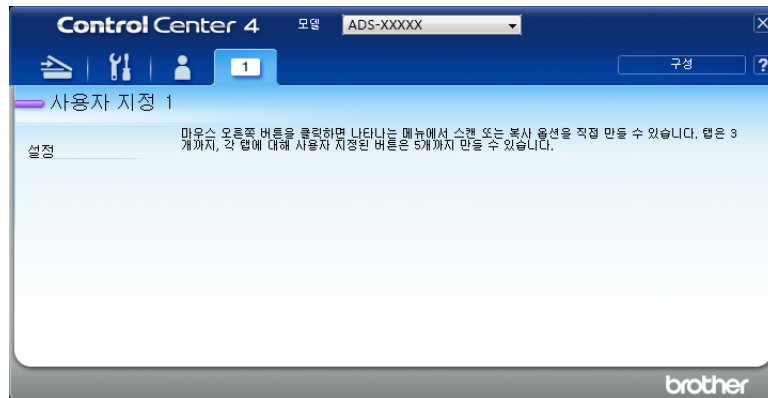 Control Center 4 모델 ADS-XXXXX
1 구성 ?
사용자 지정 1
마우스 오른쪽 버튼을 클릭하면 나타나는 메뉴에서 스캔 또는 복사 옵션을 직접 만들 수 있습니다. 탭은 3
개까지, 각 탭에 대해 사용자 지정된 버튼은 5개까지 만들 수 있습니다.
설정
brother